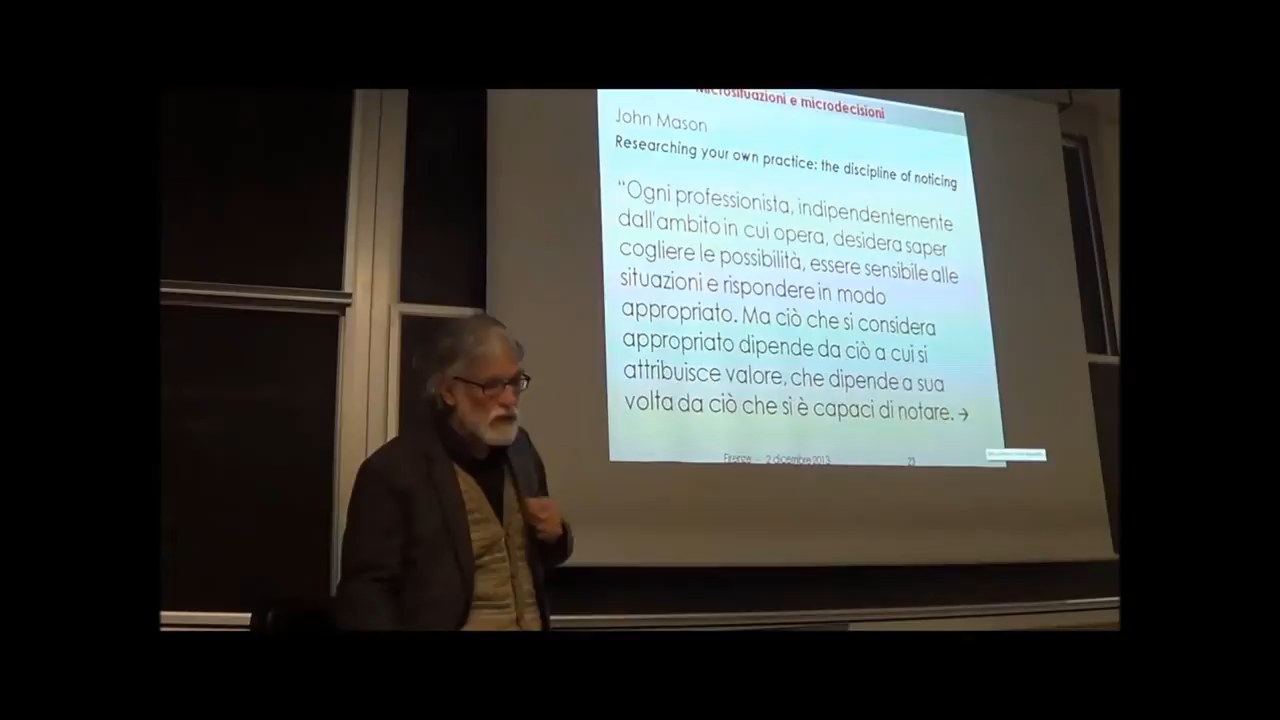 Microsituazioni e microdecisioni
John Mason
Researching your own practice: the discipline of noticing
“Ogni professionista, indipendentemente
dall'ambito in cui opera, desidera saper
cogliere le possibilità, essere sensibile alle
situazioni e rispondere in modo
appropriato. Ma ciò che si considera
appropriato dipende da ciò a cui si
attribuisce valore, che dipende a sua
volta da ciò che si è capaci di notare. →
Firenze - 2 dicembre 2013 23